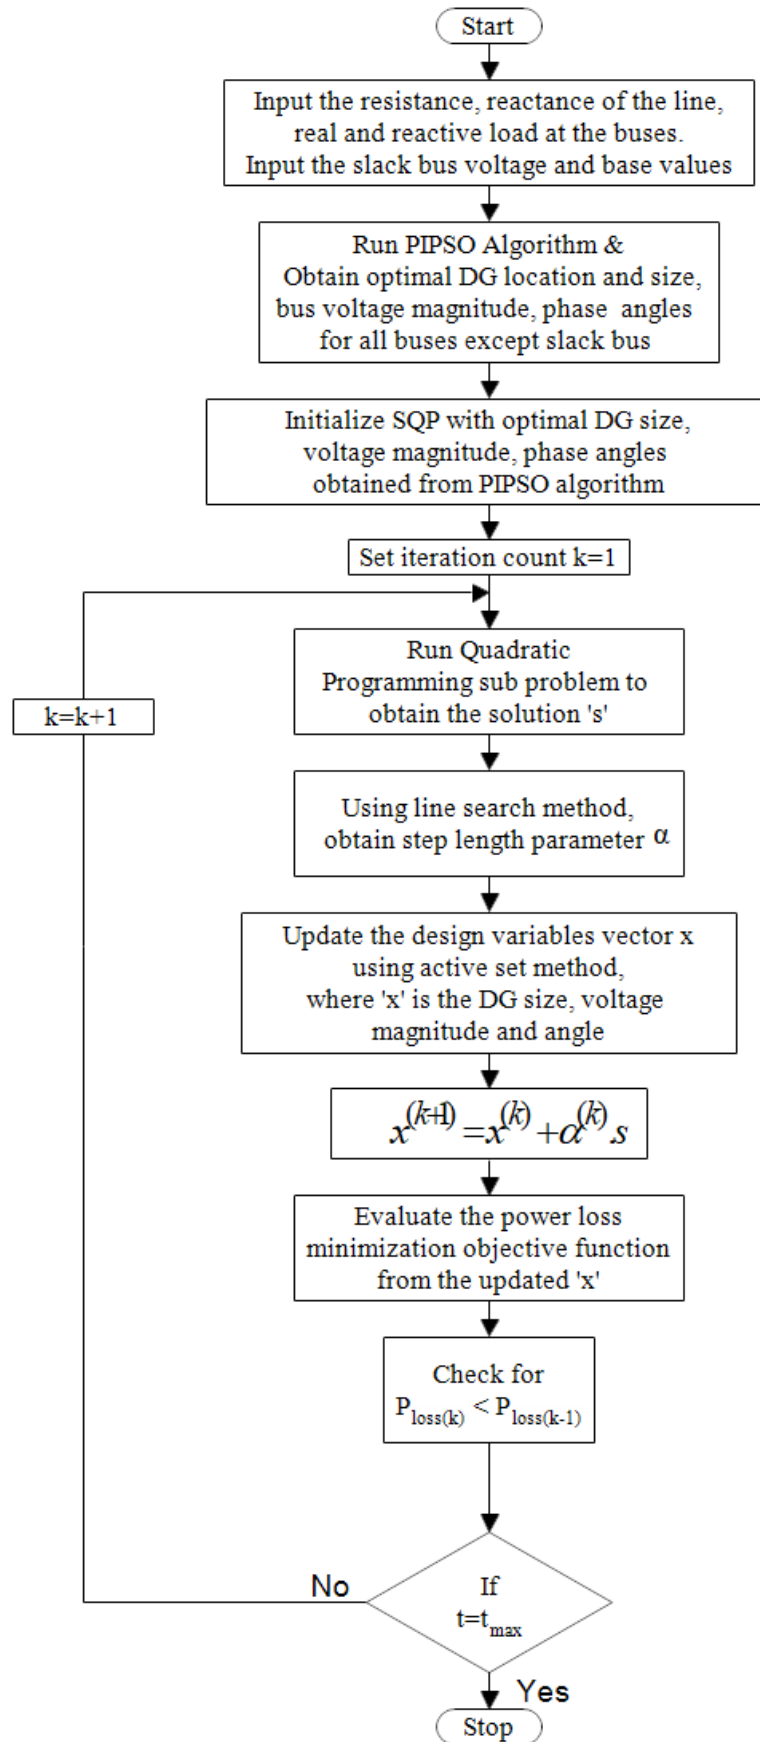 Start
Input the resistance, reactance of the line,
real and reactive load at the buses.
Input the slack bus voltage and base values
Run PIPSO Algorithm &
Obtain optimal DG location and size,
bus voltage magnitude, phase angles
for all buses except slack bus
Initialize SQP with optimal DG size,
voltage magnitude, phase angles
obtained from PIPSO algorithm
Set iteration count k=1
Run Quadratic
Programming sub problem to
obtain the solution 's'
k=k+1
Using line search method,
obtain step length parameter α
Update the design variables vector x
using active set method,
where 'x' is the DG size, voltage
magnitude and angle
x^(k+1) = x^(k) + α^(k).s
Evaluate the power loss
minimization objective function
from the updated 'x'
Check for
P_loss(k) < P_loss(k-1)
No
If
t=t_max
Yes
Stop